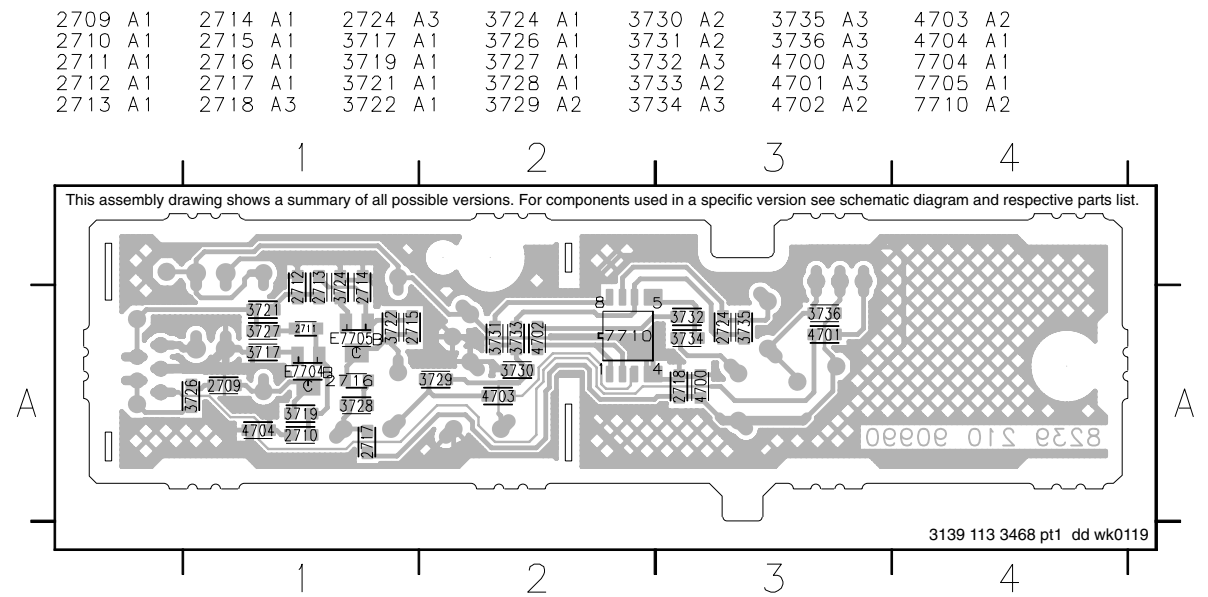 2709 A1 2714 A1 2724 A3 3724 A1 3730 A2 3735 A3 4703 A2
2710 A1 2715 A1 3717 A1 3726 A1 3731 A2 3736 A3 4704 A1
2711 A1 2716 A1 3719 A1 3727 A1 3732 A3 4700 A3 7704 A1
2712 A1 2717 A1 3721 A1 3728 A1 3733 A2 4701 A3 7705 A1
2713 A1 2718 A3 3722 A1 3729 A2 3734 A3 4702 A2 7710 A2
1 2 3 4
This assembly drawing shows a summary of all possible versions. For components used in a specific version see schematic diagram and respective parts list.
2712 2713 3724 2714
8 5
3721 3732 3736
3727 2711 3722 2715 3731 3733 4702 2724 3735
E 7705 B 7710 3734 4701
C
3717
E 7704 B 1 4
C
2716 3729 3730
3726 2709 2718 4700
4703
3728
A A
3719
4704 2710 2717
8239 210 90990
3139 113 3468 pt1 dd wk0119
1 2 3 4